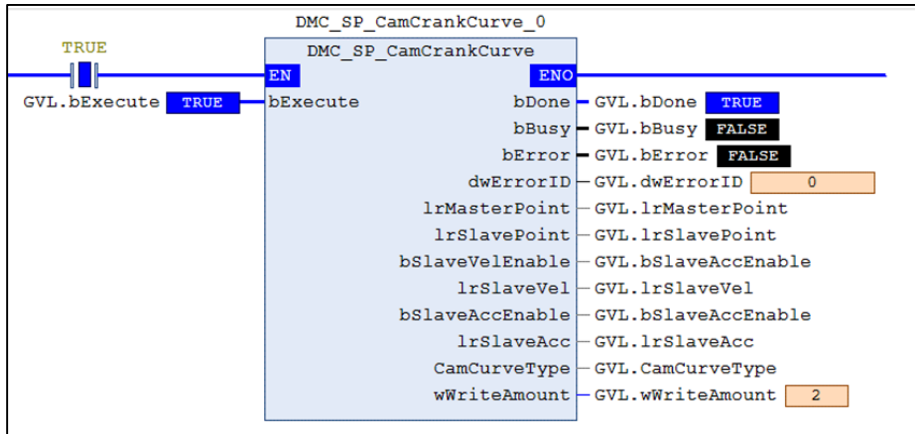 DMC_SP_CamCrankCurve_0
TRUE
DMC_SP_CamCrankCurve
EN ENO
GVL.bExecute TRUE bExecute bDone GVL.bDone TRUE
bBusy GVL.bBusy FALSE
bError GVL.bError FALSE
dwErrorID GVL.dwErrorID 0
lrMasterPoint GVL.lrMasterPoint
lrSlavePoint GVL.lrSlavePoint
bSlaveVelEnable GVL.bSlaveAccEnable
lrSlaveVel GVL.lrSlaveVel
bSlaveAccEnable GVL.bSlaveAccEnable
lrSlaveAcc GVL.lrSlaveAcc
CamCurveType GVL.CamCurveType
wWriteAmount GVL.wWriteAmount 2